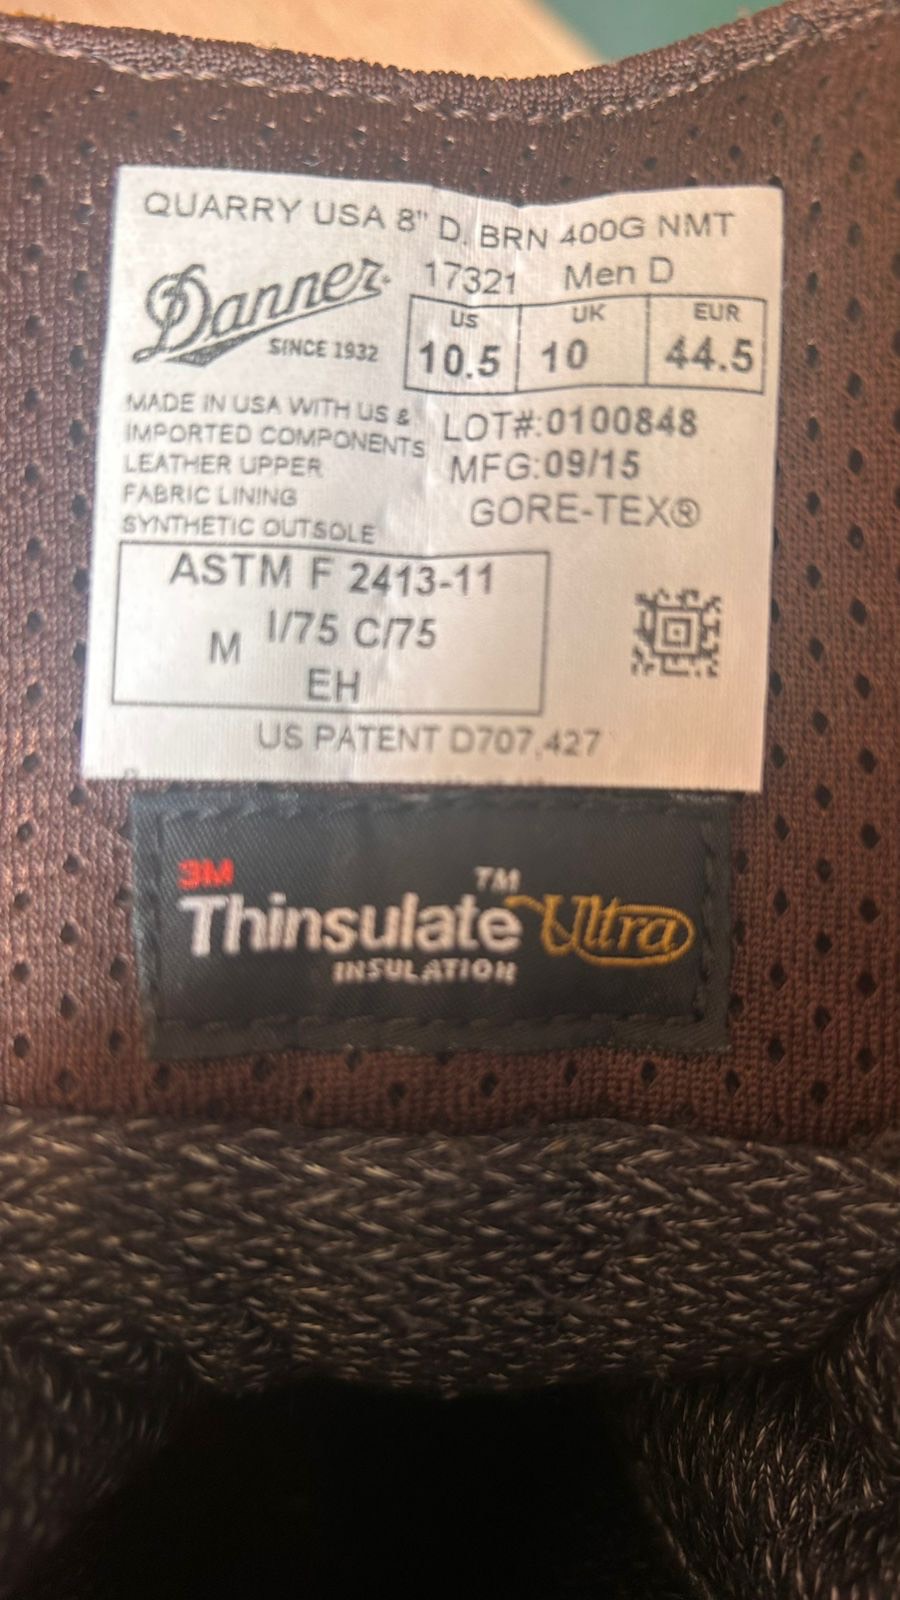 QUARRY USA 8" D. BRN 400G NMT
Danner
SINCE 1932
17321 Men D
US UK EUR
10.5 10 44.5
MADE IN USA WITH US &
IMPORTED COMPONENTS
LEATHER UPPER
FABRIC LINING
SYNTHETIC OUTSOLE
LOT#:0100848
MFG:09/15
GORE-TEX®
ASTM F 2413-11
M I/75 C/75
EH
US PATENT D707,427
3M
Thinsulate™ Ultra
INSULATION